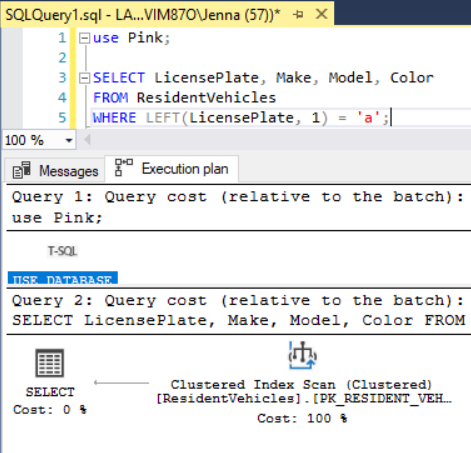 SQLQuery1.sql - LA...VIM87O\Jenna (57))*
1 use Pink;
2
3 SELECT LicensePlate, Make, Model, Color
4 FROM ResidentVehicles
5 WHERE LEFT(LicensePlate, 1) = 'a';
100 %
Messages Execution plan
Query 1: Query cost (relative to the batch):
use Pink;
T-SQL
USE DATABASE
Query 2: Query cost (relative to the batch):
SELECT LicensePlate, Make, Model, Color FROM
Clustered Index Scan (Clustered)
SELECT [ResidentVehicles].[PK_RESIDENT_VEH…
Cost: 0 % Cost: 100 %